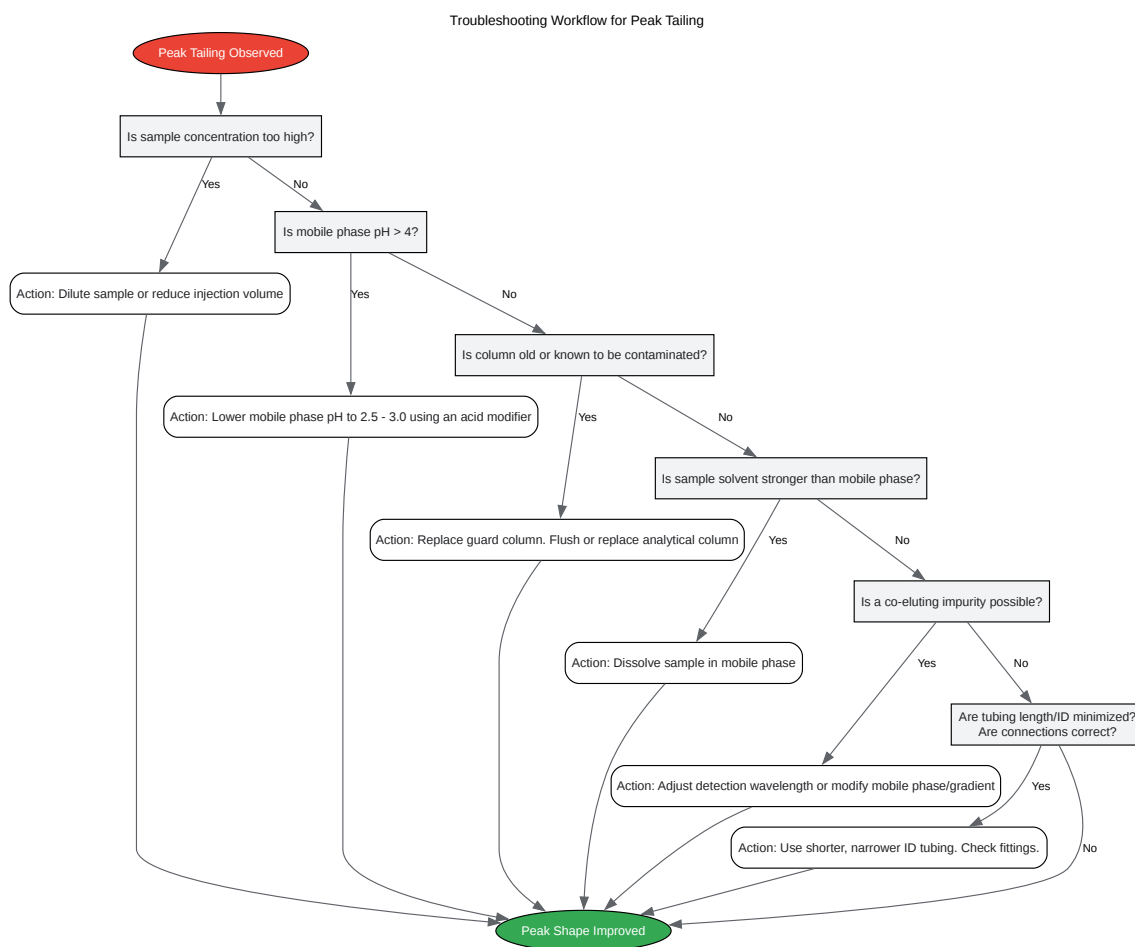 Troubleshooting Workflow for Peak Tailing
Peak Tailing Observed
Is sample concentration too high?
Yes
No
Is mobile phase pH > 4?
Action: Dilute sample or reduce injection volume
Yes
No
Is column old or known to be contaminated?
Action: Lower mobile phase pH to 2.5 - 3.0 using an acid modifier
Yes
No
Is sample solvent stronger than mobile phase?
Action: Replace guard column. Flush or replace analytical column
Yes
No
Is a co-eluting impurity possible?
Action: Dissolve sample in mobile phase
Yes
No
Are tubing length/ID minimized?
Are connections correct?
Action: Adjust detection wavelength or modify mobile phase/gradient
Yes
Action: Use shorter, narrower ID tubing. Check fittings.
No
Peak Shape Improved